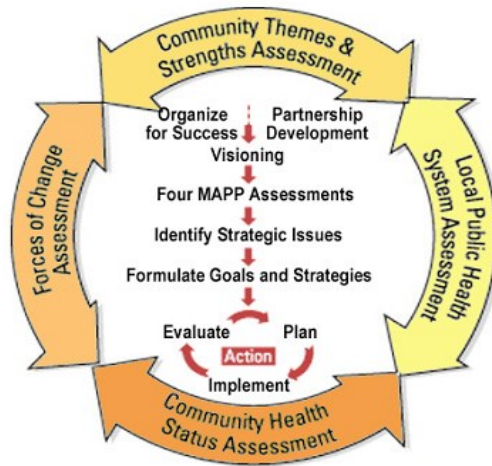 Community Themes &
Strengths Assessment
Organize
for Success
Partnership
Development
Visioning
Four MAPP Assessments
Identify Strategic Issues
Formulate Goals and Strategies
Evaluate
Plan
Action
Implement
Forces of Change
Assessment
Local Public Health
System Assessment
Community Health
Status Assessment